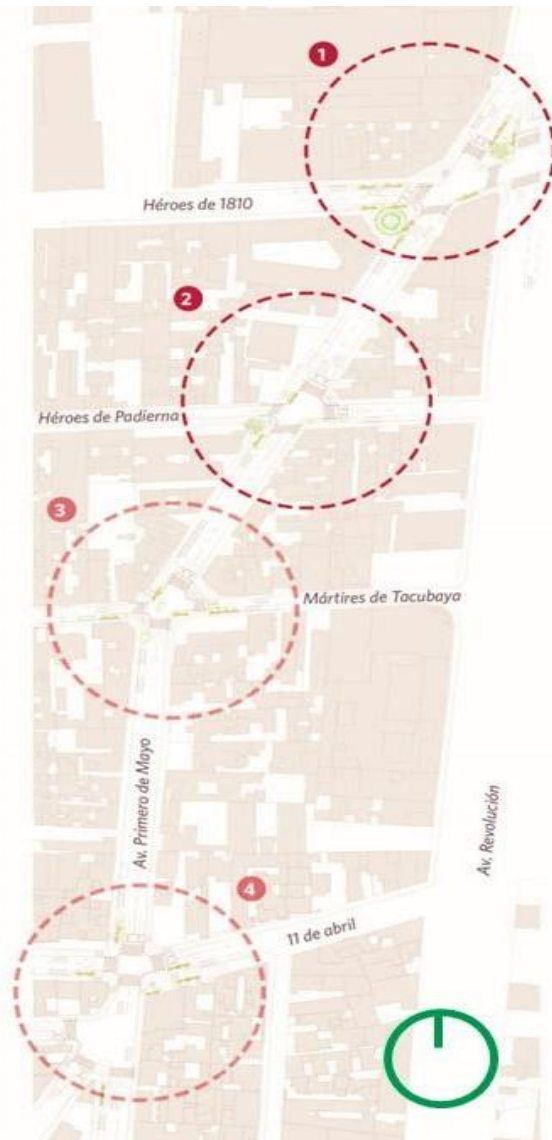 1
Héroes de 1810
2
Héroes de Padierna
3
Mártires de Tacubaya
Av. Primero de Mayo
Av. Revolución
4
11 de abril